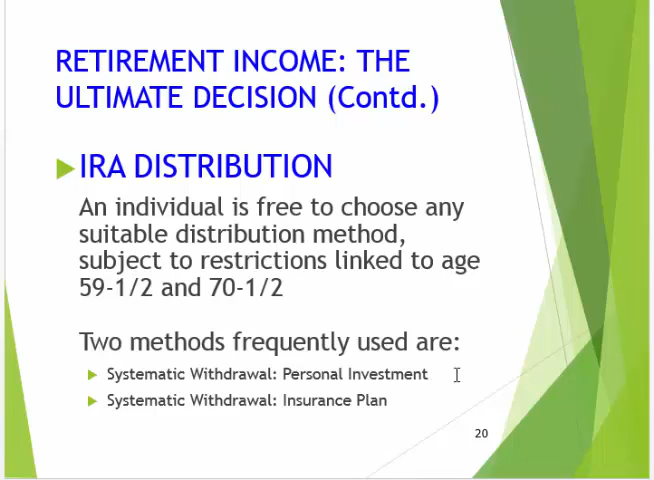 RETIREMENT INCOME: THE
ULTIMATE DECISION (Contd.)
IRA DISTRIBUTION
An individual is free to choose any
suitable distribution method,
subject to restrictions linked to age
59-1/2 and 70-1/2
Two methods frequently used are:
Systematic Withdrawal: Personal Investment
Systematic Withdrawal: Insurance Plan
20